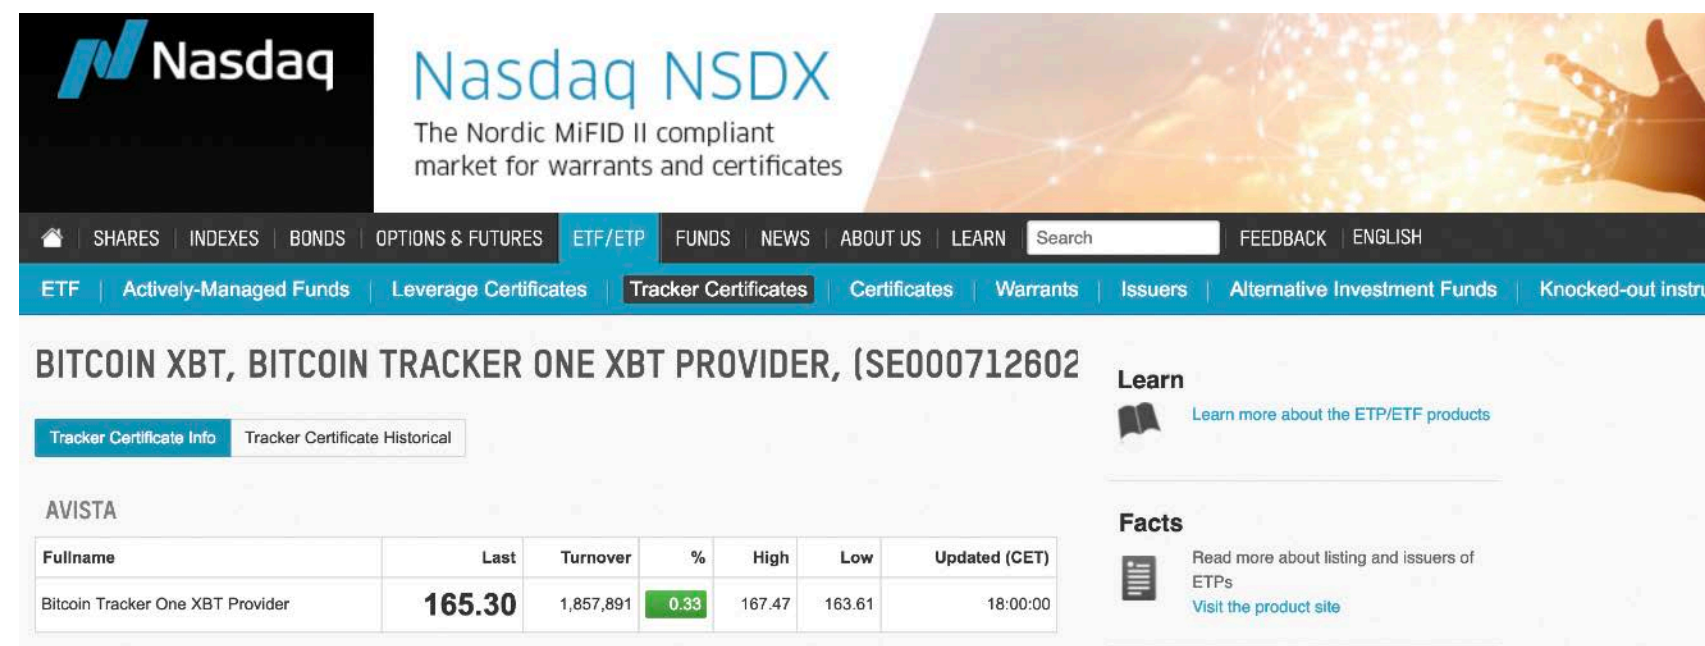 Nasdaq
Nasdaq NSDX
The Nordic MiFID II compliant
market for warrants and certificates
SHARES INDEXES BONDS OPTIONS & FUTURES ETF/ETP FUNDS NEWS ABOUT US LEARN Search FEEDBACK ENGLISH
ETF Actively-Managed Funds Leverage Certificates Tracker Certificates Certificates Warrants Issuers Alternative Investment Funds Knocked-out instru
BITCOIN XBT, BITCOIN TRACKER ONE XBT PROVIDER, (SE000712602
Tracker Certificate Info Tracker Certificate Historical
AVISTA
Fullname Last Turnover % High Low Updated (CET)
Bitcoin Tracker One XBT Provider 165.30 1,857,891 0.33 167.47 163.61 18:00:00
Learn
Learn more about the ETP/ETF products
Facts
Read more about listing and issuers of
ETPs
Visit the product site